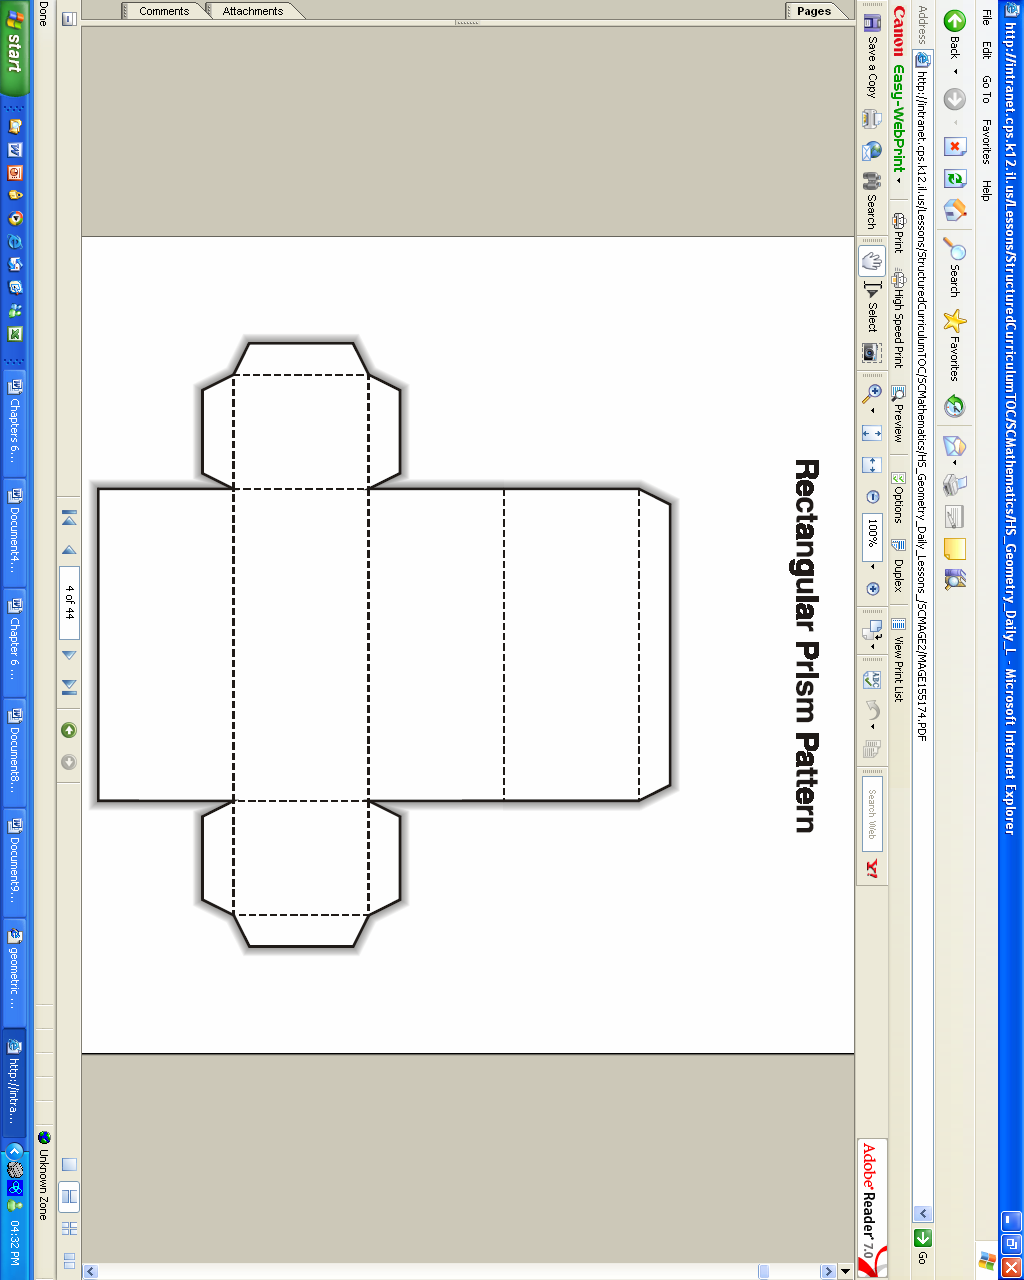 http://intranet.cps.k12.il.us/Lessons/StructuredCurriculumTOC/SCMathematics/HS_Geometry_Daily_L - Microsoft Internet Explorer
File Edit Go To Favorites Help
Back Search Favorites
Address http://intranet.cps.k12.il.us/Lessons/StructuredCurriculumTOC/SCMathematics/HS_Geometry_Daily_Lessons_/SCMAGE2/MAGE155174.PDF Go
Canon Easy-WebPrint Print High Speed Print Preview Options Duplex View Print List
Save a Copy Search Select 100% ABC Search Web Y! Adobe Reader 7.0
Pages
Attachments
Comments
Rectangular Prism Pattern
4 of 44
Done Unknown Zone
start Chapters 6... Document4... Chapter 6 ... Document8... Document9... geometric ... http://intra... 04:32 PM